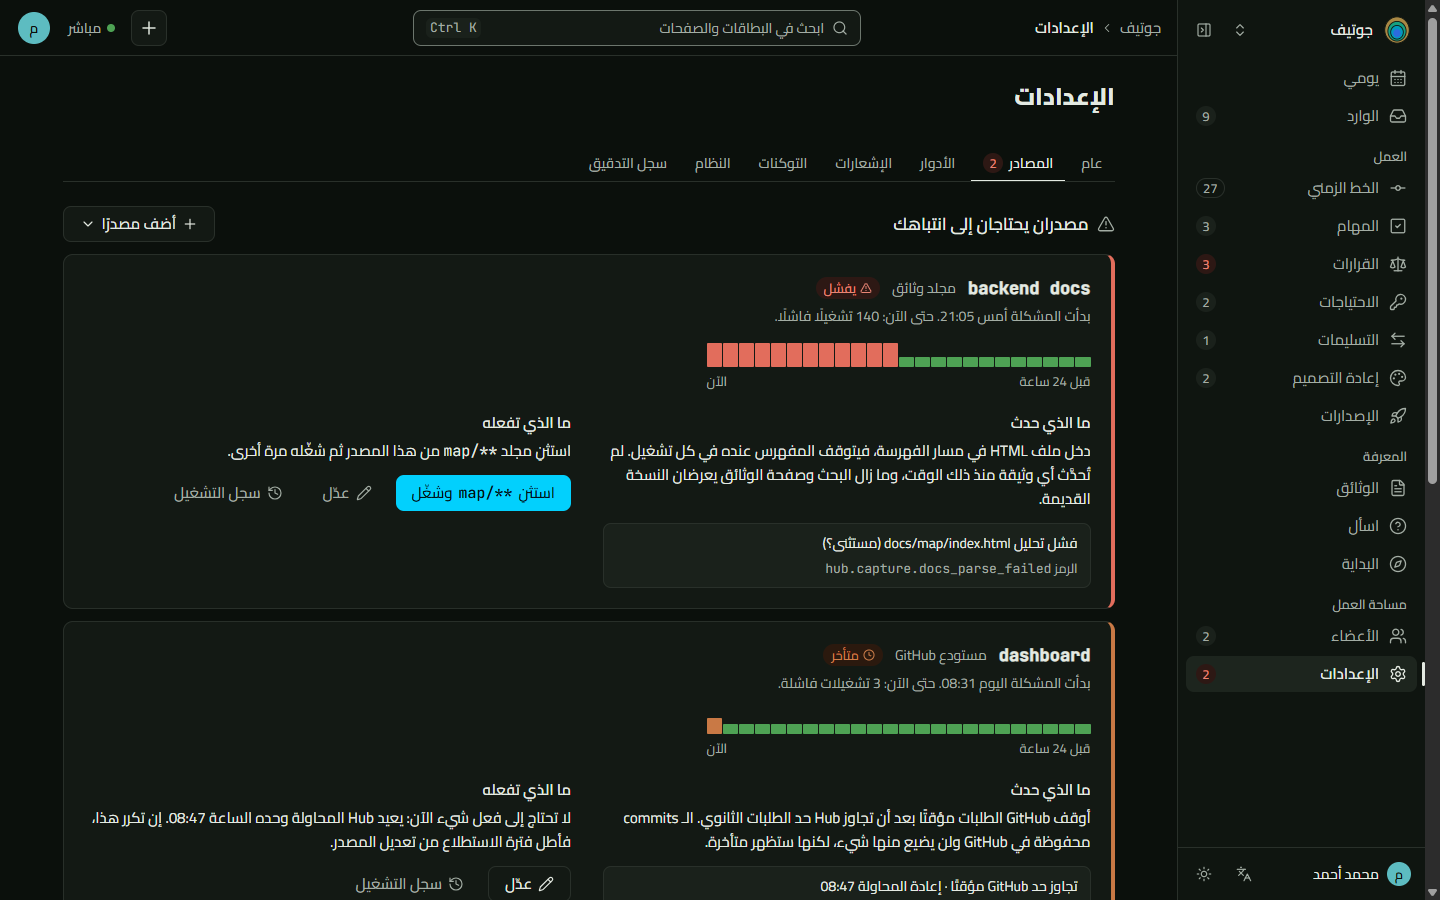 جوتيف
يومي
الوارد 9
العمل
الخط الزمني 27
المهام 3
القرارات 3
الاحتياجات 2
التسليمات 1
إعادة التصميم 2
الإصدارات
المعرفة
الوثائق
اسأل
البداية
مساحة العمل
الأعضاء 2
الإعدادات 2
م محمد أحمد
جوتيف › الإعدادات
ابحث في البطاقات والصفحات Ctrl K
مباشر م
الإعدادات
عام المصادر 2 الأدوار الإشعارات التوكنات النظام سجل التدقيق
مصدران يحتاجان إلى انتباهك
أضف مصدرًا
backend docs مجلد وثائق يفشل
بدأت المشكلة أمس 21:05. حتى الآن: 140 تشغيلًا فاشلًا.
قبل 24 ساعة الآن
ما الذي حدث
دخل ملف HTML في مسار الفهرسة، فيتوقف المفهرس عنده في كل تشغيل. لم
تُحدَّث أي وثيقة منذ ذلك الوقت، وما زال البحث وصفحة الوثائق يعرضان النسخة
القديمة.
فشل تحليل docs/map/index.html (مستثنى؟)
الرمز hub.capture.docs_parse_failed
ما الذي تفعله
استثنِ مجلد map/** من هذا المصدر ثم شغّله مرة أخرى.
استثنِ map/** وشغّل عدّل سجل التشغيل
dashboard مستودع GitHub متأخر
بدأت المشكلة اليوم 08:31. حتى الآن: 3 تشغيلات فاشلة.
قبل 24 ساعة الآن
ما الذي حدث
أوقف GitHub الطلبات مؤقتًا بعد أن تجاوز Hub حد الطلبات الثانوي. الـ commits
محفوظة في GitHub ولن يضيع منها شيء، لكنها ستظهر متأخرة.
تجاوز حد GitHub مؤقتًا · إعادة المحاولة 08:47
ما الذي تفعله
لا تحتاج إلى فعل شيء الآن: يعيد Hub المحاولة وحده الساعة 08:47. إن تكرر هذا،
فأطل فترة الاستطلاع من تعديل المصدر.
عدّل سجل التشغيل